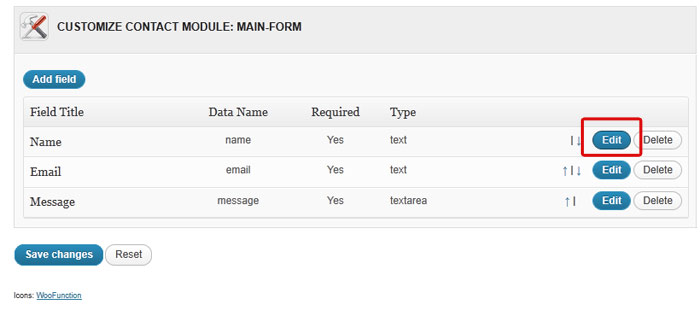 CUSTOMIZE CONTACT MODULE: MAIN-FORM
Add field
Field Title Data Name Required Type
Name name Yes text I↓ Edit Delete
Email email Yes text ↑I↓ Edit Delete
Message message Yes textarea ↑I Edit Delete
Save changes Reset
Icons: WooFunction